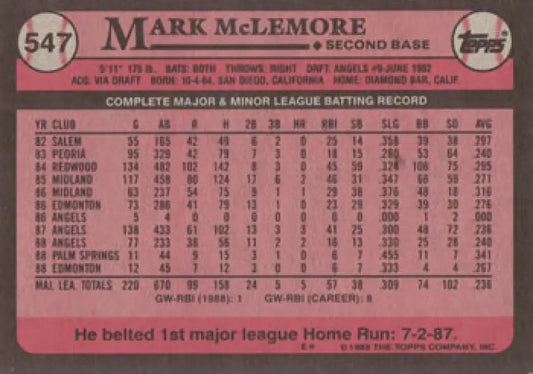 547
MARK McLEMORE
SECOND BASE
TOPPS
5'11" 175 lb. BATS: BOTH THROWS: RIGHT DRFT: ANGELS #9-JUNE 1982
ACQ: VIA DRAFT BORN: 10-4-64, SAN DIEGO, CALIFORNIA HOME: DIAMOND BAR, CALIF.
COMPLETE MAJOR & MINOR LEAGUE BATTING RECORD
YR CLUB G AB R H 2B 3B HR RBI SB SLG BB SO AVG
82 SALEM 55 165 42 49 6 2 0 25 14 .358 39 38 .297
83 PEORIA 95 329 42 79 7 3 0 18 15 .280 53 64 .240
84 REDWOOD 134 482 102 142 8 3 0 45 59 .324 106 75 .295
85 MIDLAND 117 458 80 124 17 6 2 46 31 .347 66 59 .271
86 MIDLAND 63 237 54 75 9 1 1 29 38 .376 48 18 .316
86 EDMONTON 73 286 41 79 13 1 0 23 29 .330 39 30 .276
86 ANGELS 5 4 0 0 0 0 0 0 0 .000 1 2 .000
87 ANGELS 138 433 61 102 13 3 3 41 25 .300 48 72 .236
88 ANGELS 77 233 38 56 11 2 2 16 13 .330 25 28 .240
88 PALM SPRINGS 11 44 9 15 3 1 0 6 7 .455 11 7 .341
88 EDMONTON 12 45 7 12 3 0 0 6 7 .333 4 4 .267
MAJ. LEA. TOTALS 220 670 99 158 24 5 5 57 38 .309 74 102 .236
GW-RBI (1988): 1 GW-RBI (CAREER): 8
He belted 1st major league Home Run: 7-2-87.
© 1988 THE TOPPS COMPANY, INC.